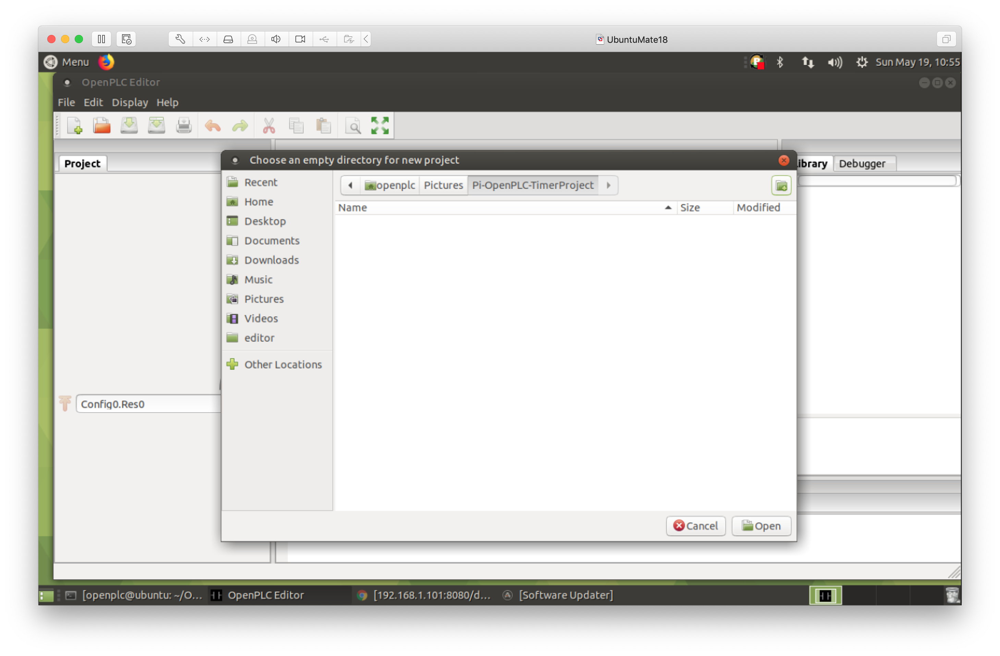 UbuntuMate18
Menu
Sun May 19, 10:55
OpenPLC Editor
File Edit Display Help
Project
Library
Debugger
Choose an empty directory for new project
Recent
Home
Desktop
Documents
Downloads
Music
Pictures
Videos
editor
Other Locations
openplc Pictures Pi-OpenPLC-TimerProject
Name Size Modified
Config0.Res0
Cancel Open
[openplc@ubuntu: ~/O... OpenPLC Editor [192.168.1.101:8080/d... [Software Updater]